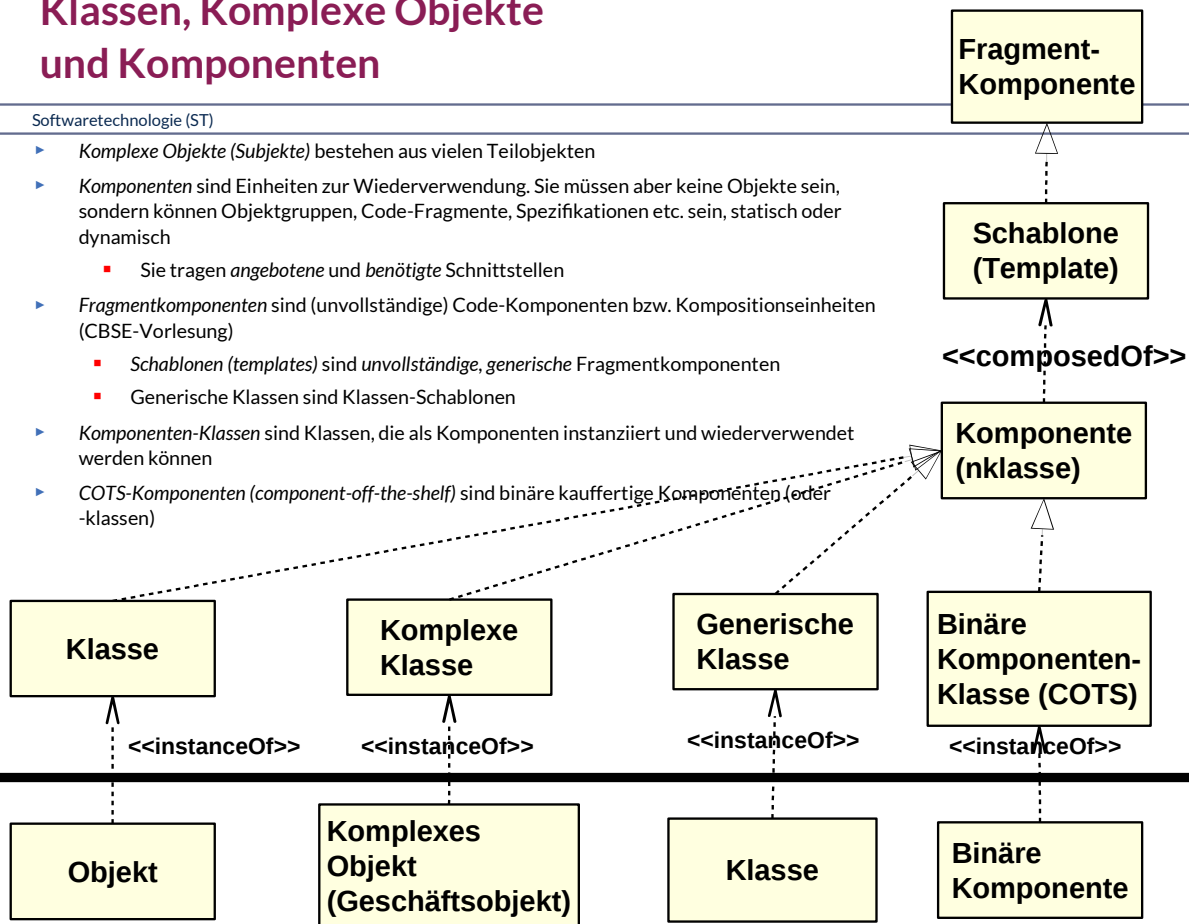 Klassen, Komplexe Objekte
und Komponenten
Softwaretechnologie (ST)
Komplexe Objekte (Subjekte) bestehen aus vielen Teilobjekten
Komponenten sind Einheiten zur Wiederverwendung. Sie müssen aber keine Objekte sein,
sondern können Objektgruppen, Code-Fragmente, Spezifikationen etc. sein, statisch oder
dynamisch
Sie tragen angebotene und benötigte Schnittstellen
Fragmentkomponenten sind (unvollständige) Code-Komponenten bzw. Kompositionseinheiten
(CBSE-Vorlesung)
Schablonen (templates) sind unvollständige, generische Fragmentkomponenten
Generische Klassen sind Klassen-Schablonen
Komponenten-Klassen sind Klassen, die als Komponenten instanziiert und wiederverwendet
werden können
COTS-Komponenten (component-off-the-shelf) sind binäre kauffertige Komponenten (oder
-klassen)
Fragment-
Komponente
Schablone
(Template)
<<composedOf>>
Komponente
(nklasse)
Klasse
Komplexe
Klasse
Generische
Klasse
Binäre
Komponenten-
Klasse (COTS)
<<instanceOf>>
<<instanceOf>>
<<instanceOf>>
<<instanceOf>>
Objekt
Komplexes
Objekt
(Geschäftsobjekt)
Klasse
Binäre
Komponente